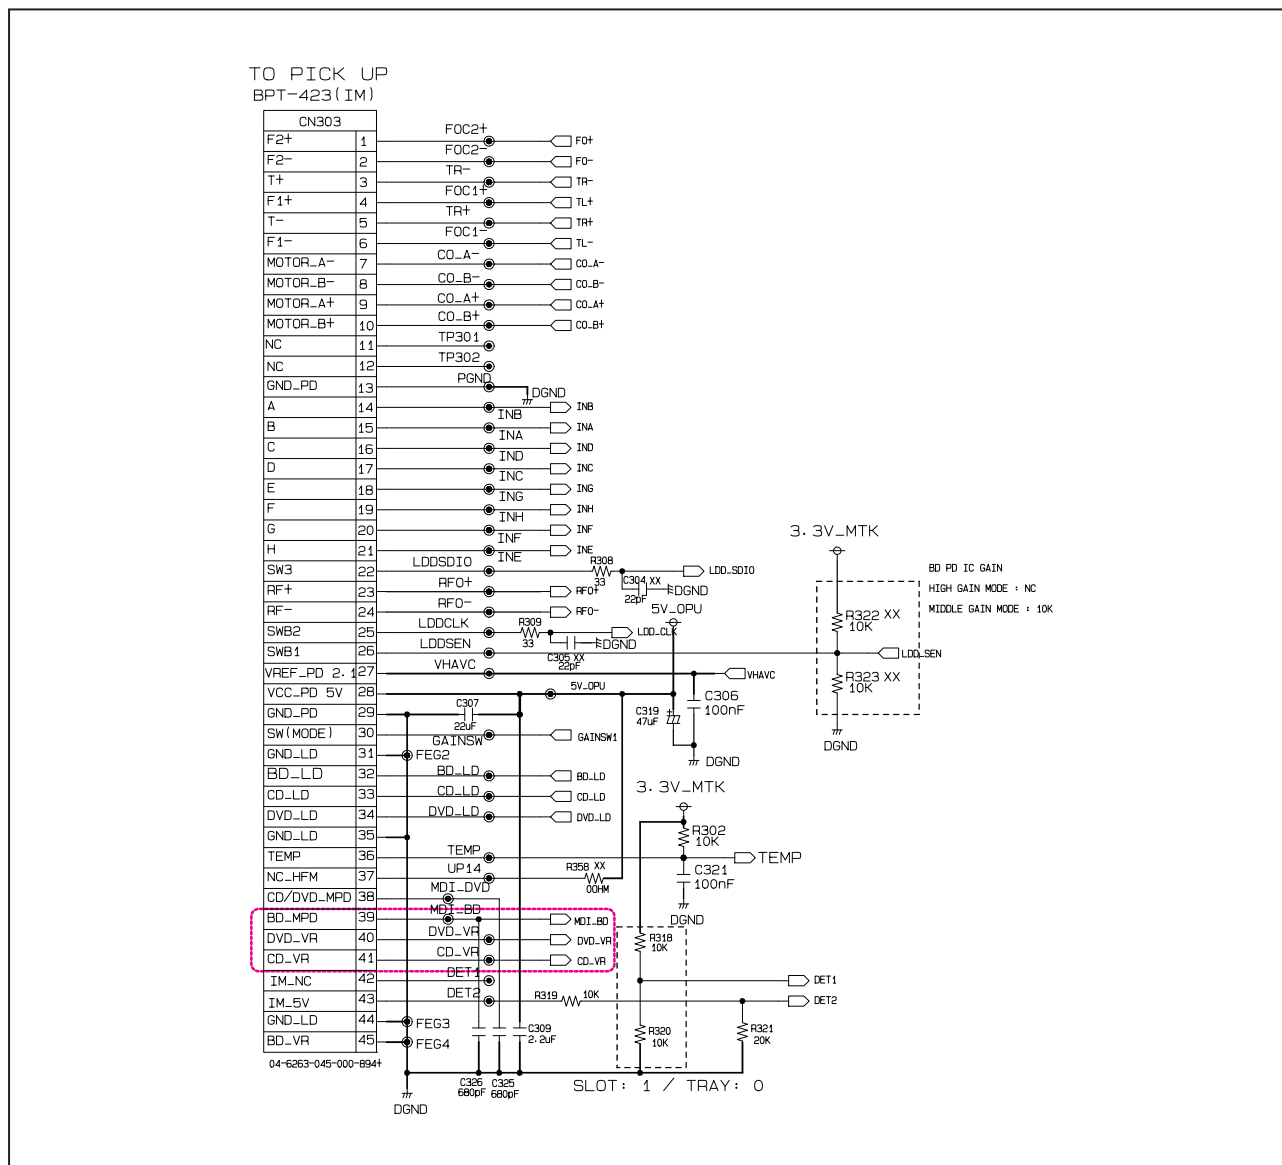 TO PICK UP
BPT-423(IM)
CN303
F2+ 1 FOC2+ FO+
F2- 2 FOC2- FO-
T+ 3 TR- TR-
F1+ 4 FOC1+ TL+
T- 5 TR+ TR+
F1- 6 FOC1- TL-
MOTOR_A- 7 CO_A- CO_A-
MOTOR_B- 8 CO_B- CO_B-
MOTOR_A+ 9 CO_A+ CO_A+
MOTOR_B+ 10 CO_B+ CO_B+
NC 11 TP301
NC 12 TP302
GND_PD 13 PGND DGND
A 14 INB INB
B 15 INA INA
C 16 IND IND
D 17 INC INC
E 18 ING ING
F 19 INH INH
G 20 INF INF
H 21 INE INE
SW3 22 LDDSDIO R308 33 C304 XX 22pF DGND LDD_SDIO
RF+ 23 RFO+ RFO+
RF- 24 RFO- RFO-
5V_OPU
SWB2 25 LDDCLK R309 33 C305 XX 22pF DGND LDD_CLK
SWB1 26 LDDSEN LDD_SEN
3.3V_MTK
R322 XX 10K
R323 XX 10K
DGND
BD PD IC GAIN
HIGH GAIN MODE : NC
MIDDLE GAIN MODE : 10K
VREF_PD 2.1 27 VHAVC VHAVC
VCC_PD 5V 28 5V_OPU
C306 100nF
C319 + 47uF
DGND
GND_PD 29 C307 22uF
SW(MODE) 30 GAINSW GAINSW1
GND_LD 31 FEG2
BD_LD 32 BD_LD BD_LD
CD_LD 33 CD_LD CD_LD
DVD_LD 34 DVD_LD DVD_LD
GND_LD 35
3.3V_MTK
R302 10K
TEMP 36 TEMP TEMP
C321 100nF
DGND
NC_HFM 37 UP14 R358 XX 0OHM
CD/DVD_MPD 38 MDI_DVD
BD_MPD 39 MDI_BD MDI_BD
DVD_VR 40 DVD_VR DVD_VR
CD_VR 41 CD_VR CD_VR
R318 10K
IM_NC 42 DET1 DET1
IM_5V 43 DET2 R319 10K DET2
GND_LD 44 FEG3
BD_VR 45 FEG4
C309 2.2uF
R320 10K
R321 20K
04-6263-045-000-894+
C326 680pF
C325 680pF
SLOT: 1 / TRAY: 0
DGND